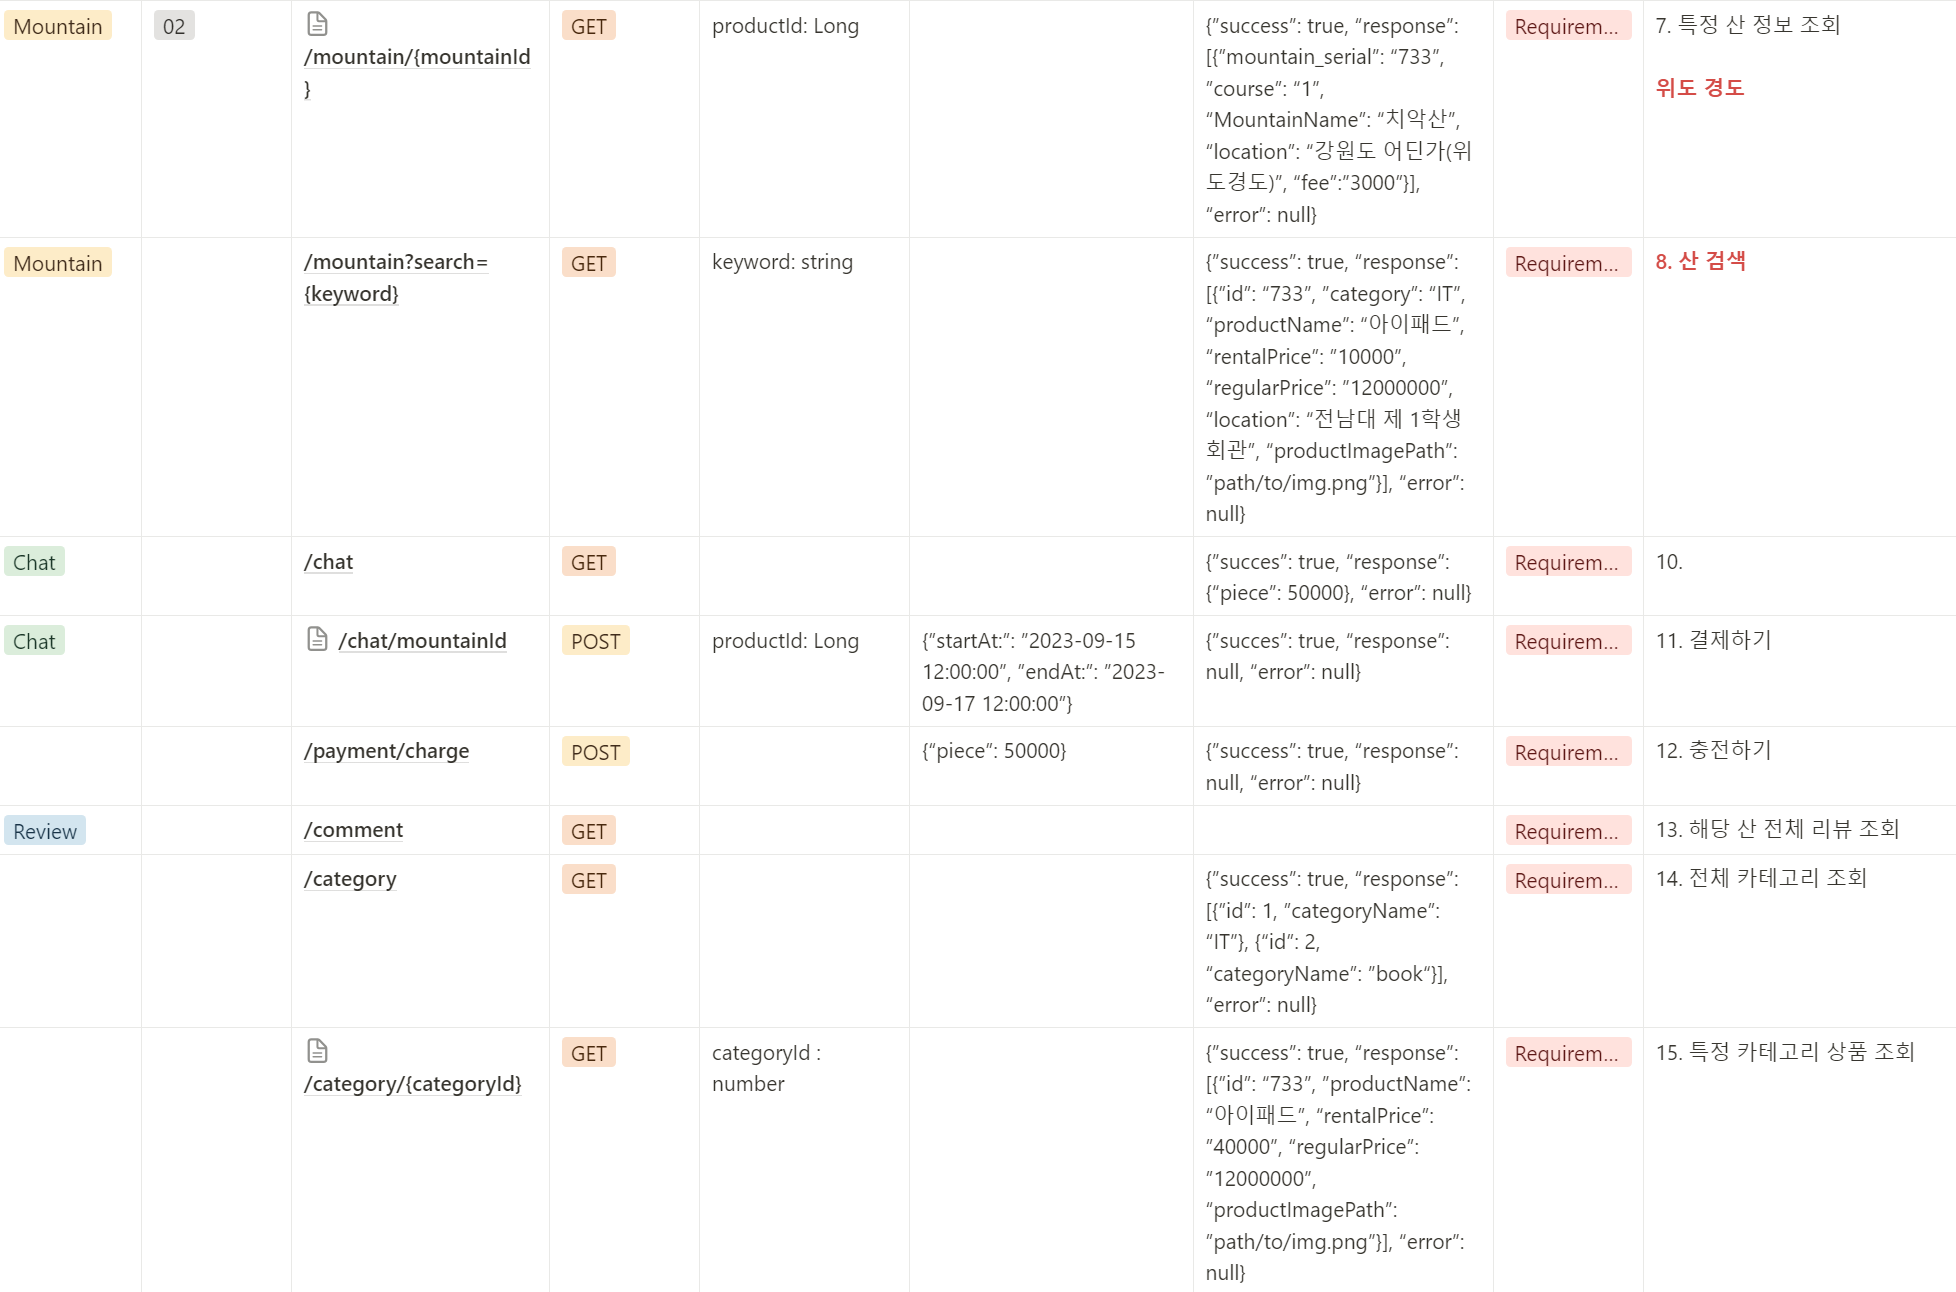 Mountain
02
/mountain/{mountainId
}
GET
productId: Long
{”success”: true, “response”:
[{”mountain_serial”: “733”,
”course”: “1”,
“MountainName”: “치악산”,
“location”: “강원도 어딘가(위
도경도)”, “fee”:”3000”}],
“error”: null}
Requirem...
7. 특정 산 정보 조회
위도 경도
Mountain
/mountain?search=
{keyword}
GET
keyword: string
{”success”: true, “response”:
[{”id”: “733”, ”category”: “IT”,
“productName”: “아이패드”,
“rentalPrice”: ”10000”,
“regularPrice”: ”12000000”,
“location”: “전남대 제 1학생
회관”, “productImagePath”:
”path/to/img.png”}], “error”:
null}
Requirem...
8. 산 검색
Chat
/chat
GET
{”succes”: true, “response”:
{”piece”: 50000}, “error”: null}
Requirem...
10.
Chat
/chat/mountainId
POST
productId: Long
{“startAt:”: ”2023-09-15
12:00:00”, “endAt:”: ”2023-
09-17 12:00:00”}
{”succes”: true, “response”:
null, “error”: null}
Requirem...
11. 결제하기
/payment/charge
POST
{“piece”: 50000}
{”success”: true, “response”:
null, “error”: null}
Requirem...
12. 충전하기
Review
/comment
GET
Requirem...
13. 해당 산 전체 리뷰 조회
/category
GET
{”success”: true, “response”:
[{”id”: 1, ”categoryName”:
“IT”}, {“id”: 2,
“categoryName”: ”book“}],
“error”: null}
Requirem...
14. 전체 카테고리 조회
/category/{categoryId}
GET
categoryId :
number
{”success”: true, “response”:
[{”id”: “733”, ”productName”:
“아이패드”, “rentalPrice”:
”40000”, “regularPrice”:
”12000000”,
“productImagePath”:
”path/to/img.png”}], “error”:
null}
Requirem...
15. 특정 카테고리 상품 조회